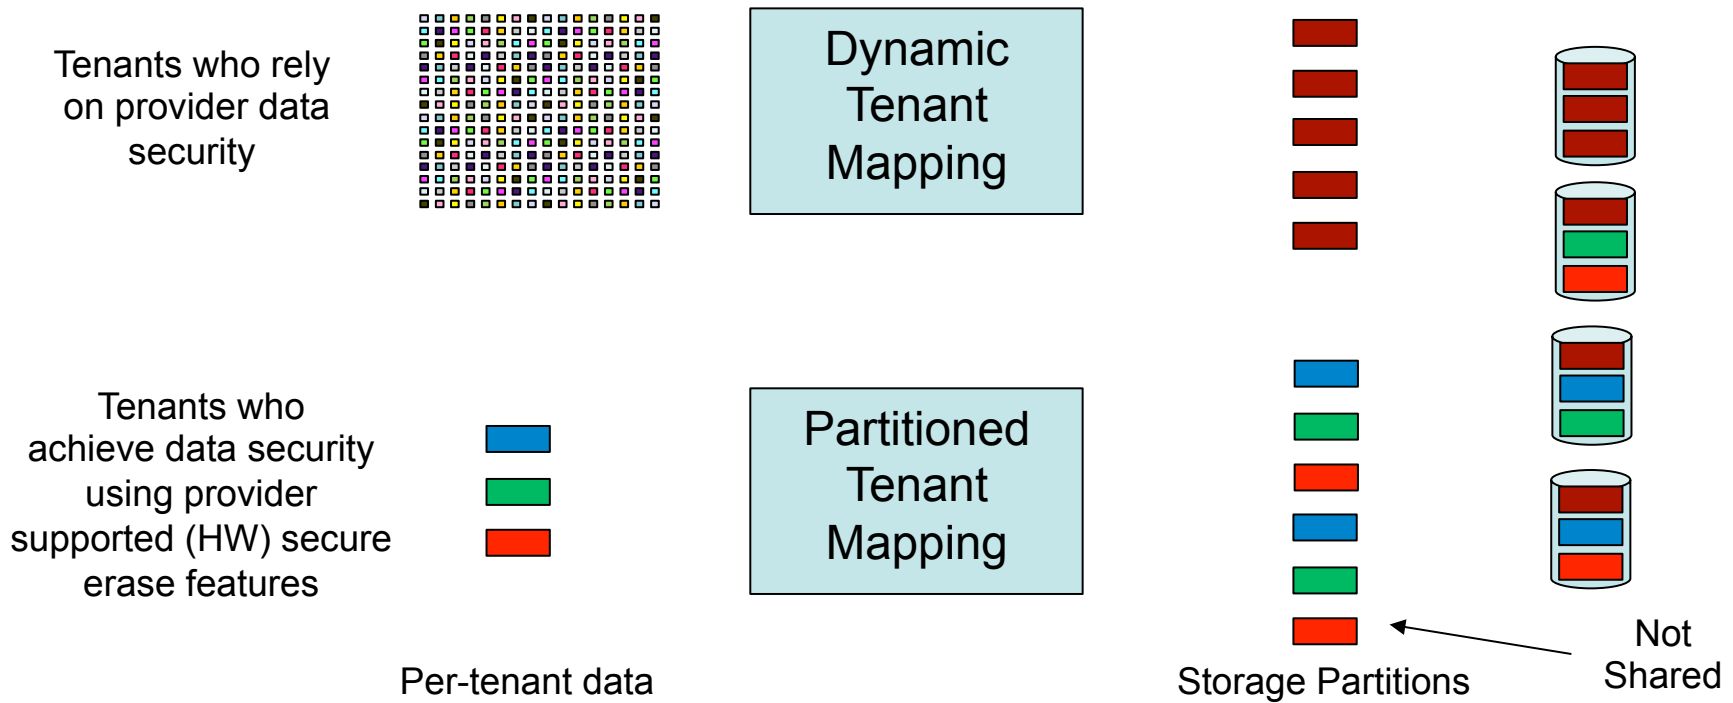 Tenants who rely
on provider data
security
Dynamic
Tenant
Mapping
Tenants who
achieve data security
using provider
supported (HW) secure
erase features
Partitioned
Tenant
Mapping
Per-tenant data
Storage Partitions
Not
Shared